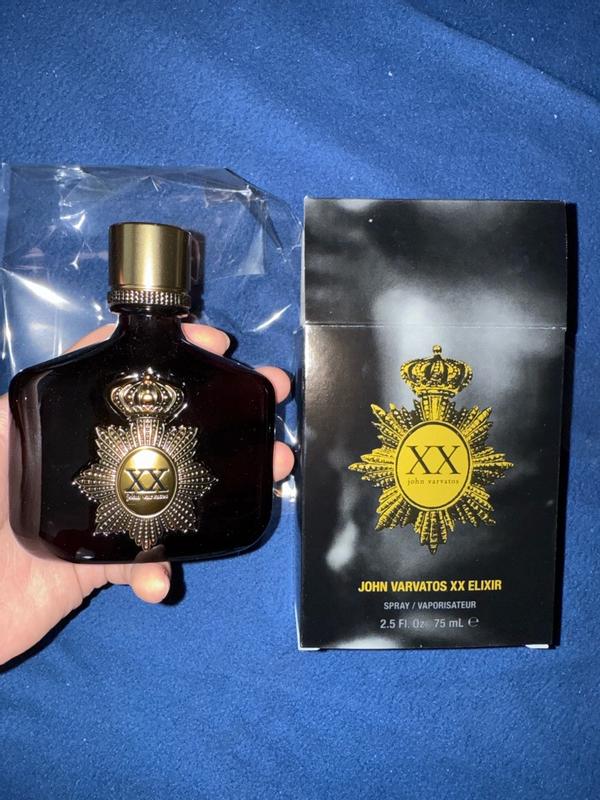 XX
john varvatos
XX
john varvatos
JOHN VARVATOS XX ELIXIR
SPRAY / VAPORISATEUR
2.5 Fl. Oz. 75 mL ℮